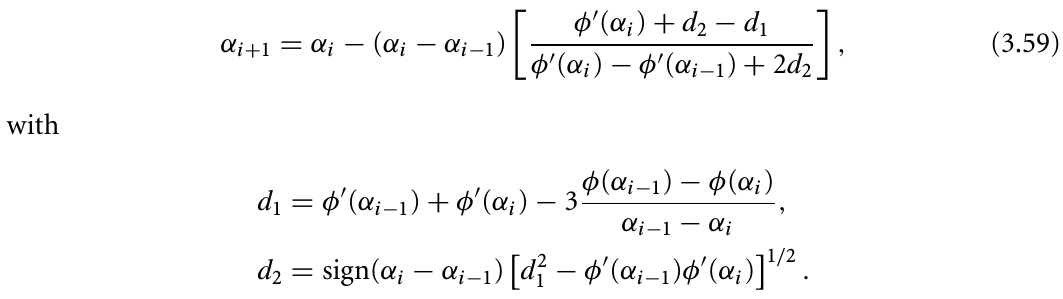 α_{i+1} = α_i − (α_i − α_{i−1}) [ (ϕ′(α_i) + d_2 − d_1) / (ϕ′(α_i) − ϕ′(α_{i−1}) + 2d_2) ] , (3.59)
with
d_1 = ϕ′(α_{i−1}) + ϕ′(α_i) − 3 (ϕ(α_{i−1}) − ϕ(α_i)) / (α_{i−1} − α_i) ,
d_2 = sign(α_i − α_{i−1}) [ d_1^2 − ϕ′(α_{i−1})ϕ′(α_i) ]^{1/2} .